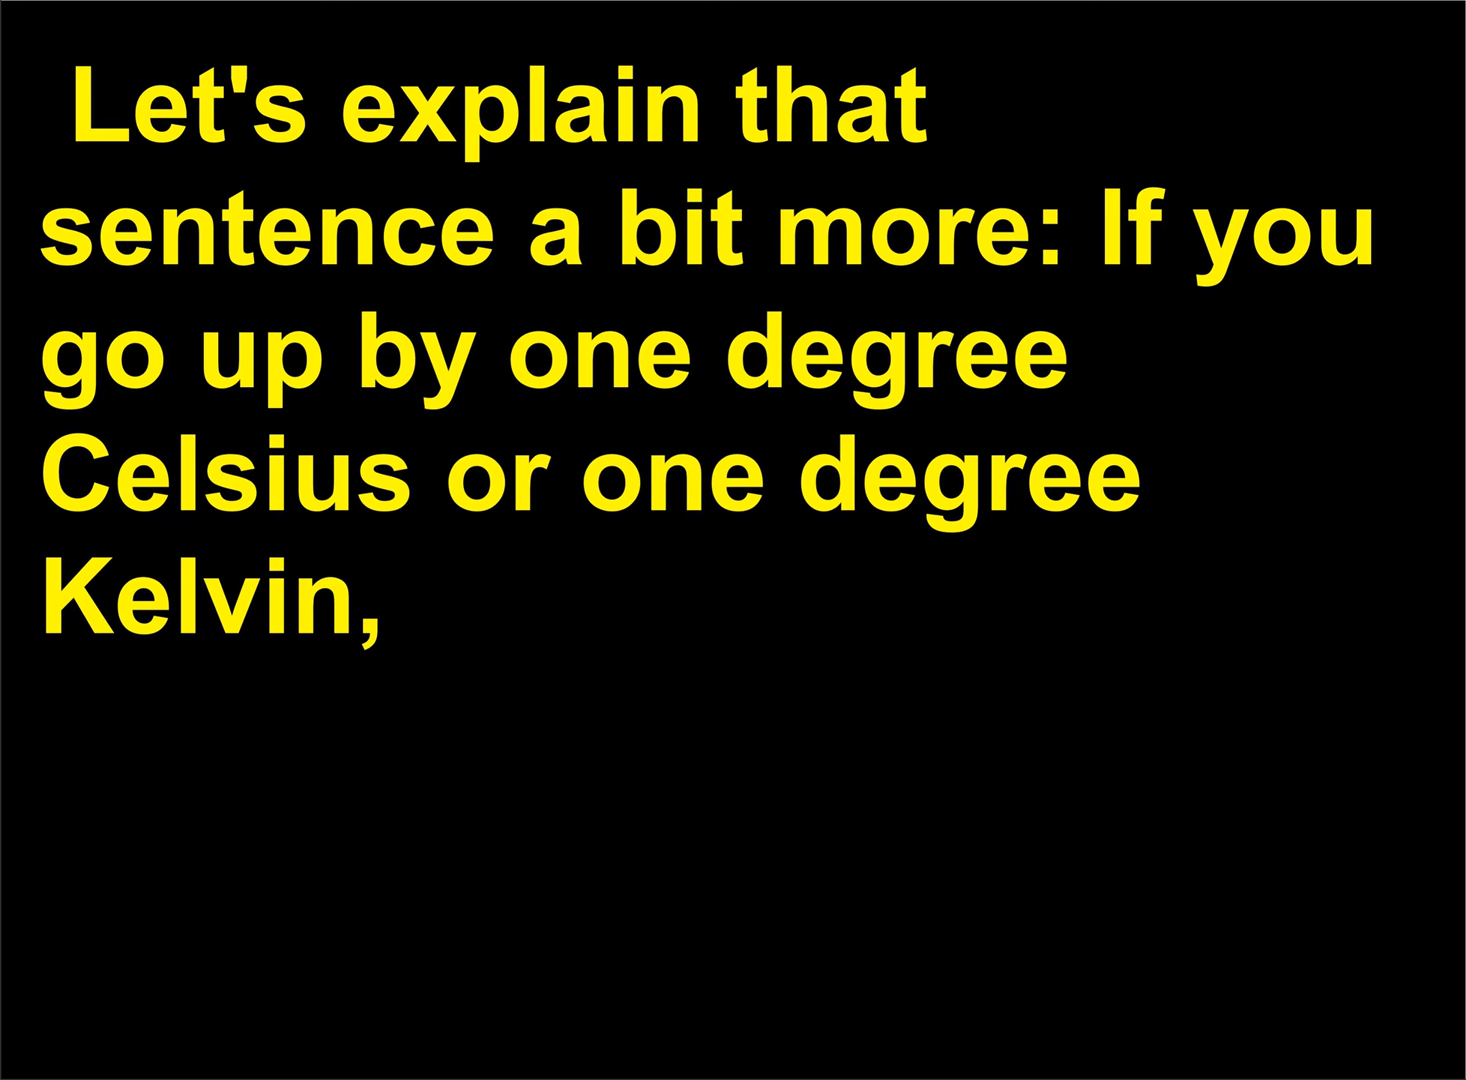 Let's explain that
sentence a bit more: If you
go up by one degree
Celsius or one degree
Kelvin,